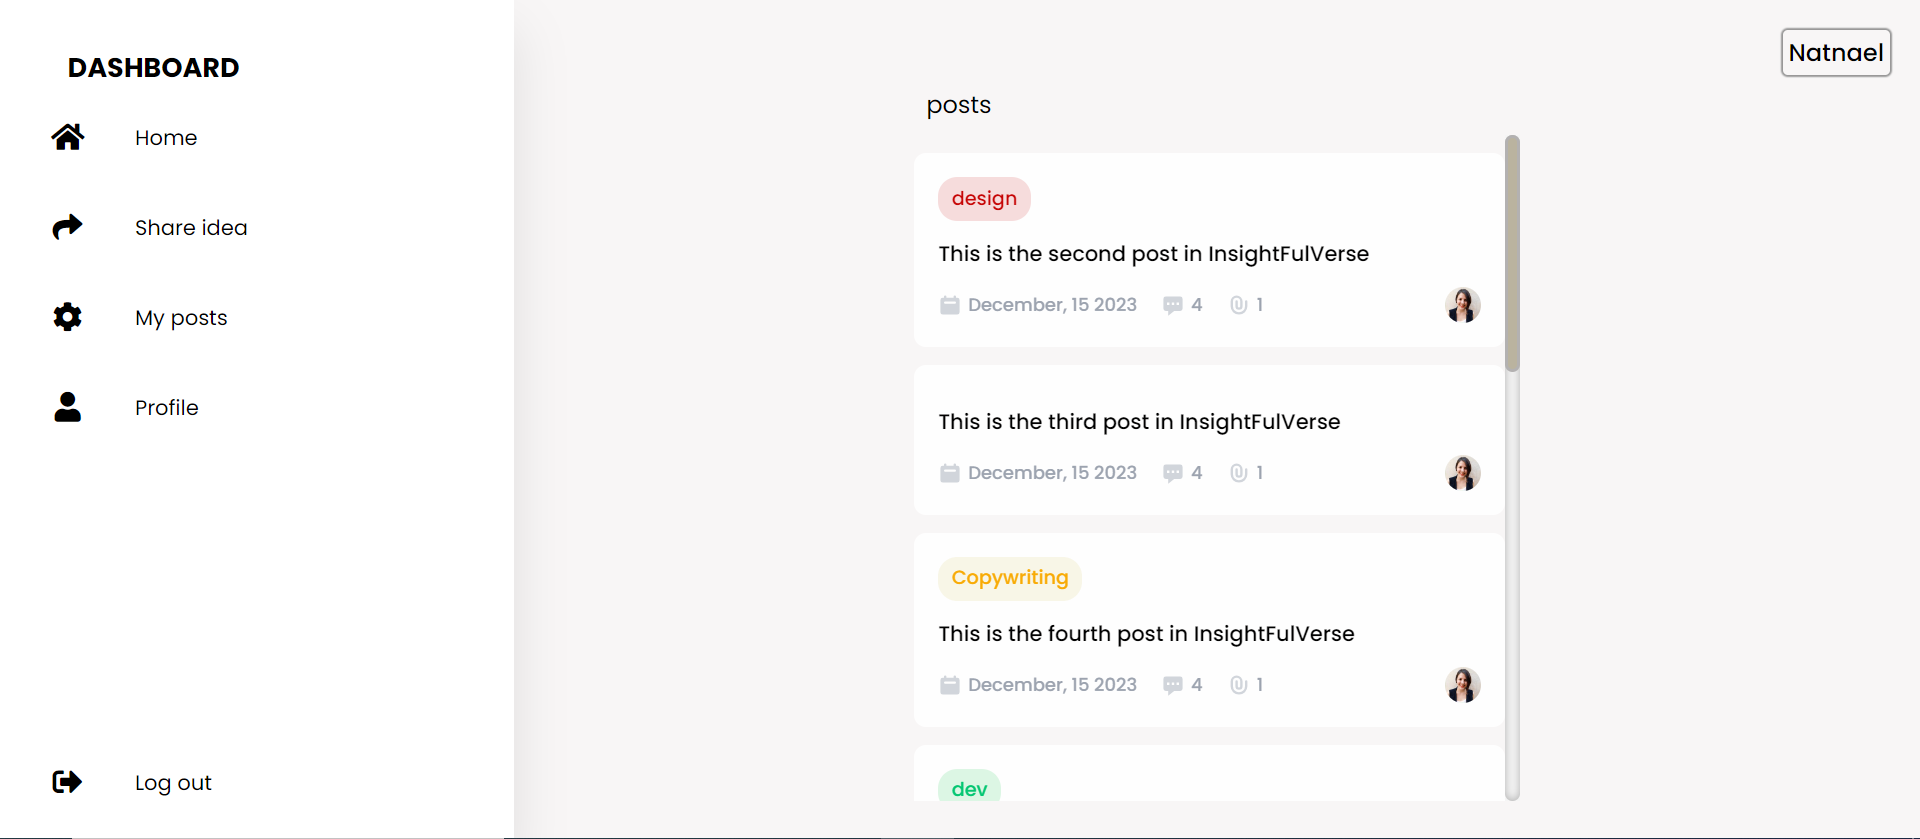 DASHBOARD
Home
Share idea
My posts
Profile
Log out
Natnael
posts
design
This is the second post in InsightFulVerse
December, 15 2023 4 1
This is the third post in InsightFulVerse
December, 15 2023 4 1
Copywriting
This is the fourth post in InsightFulVerse
December, 15 2023 4 1
dev